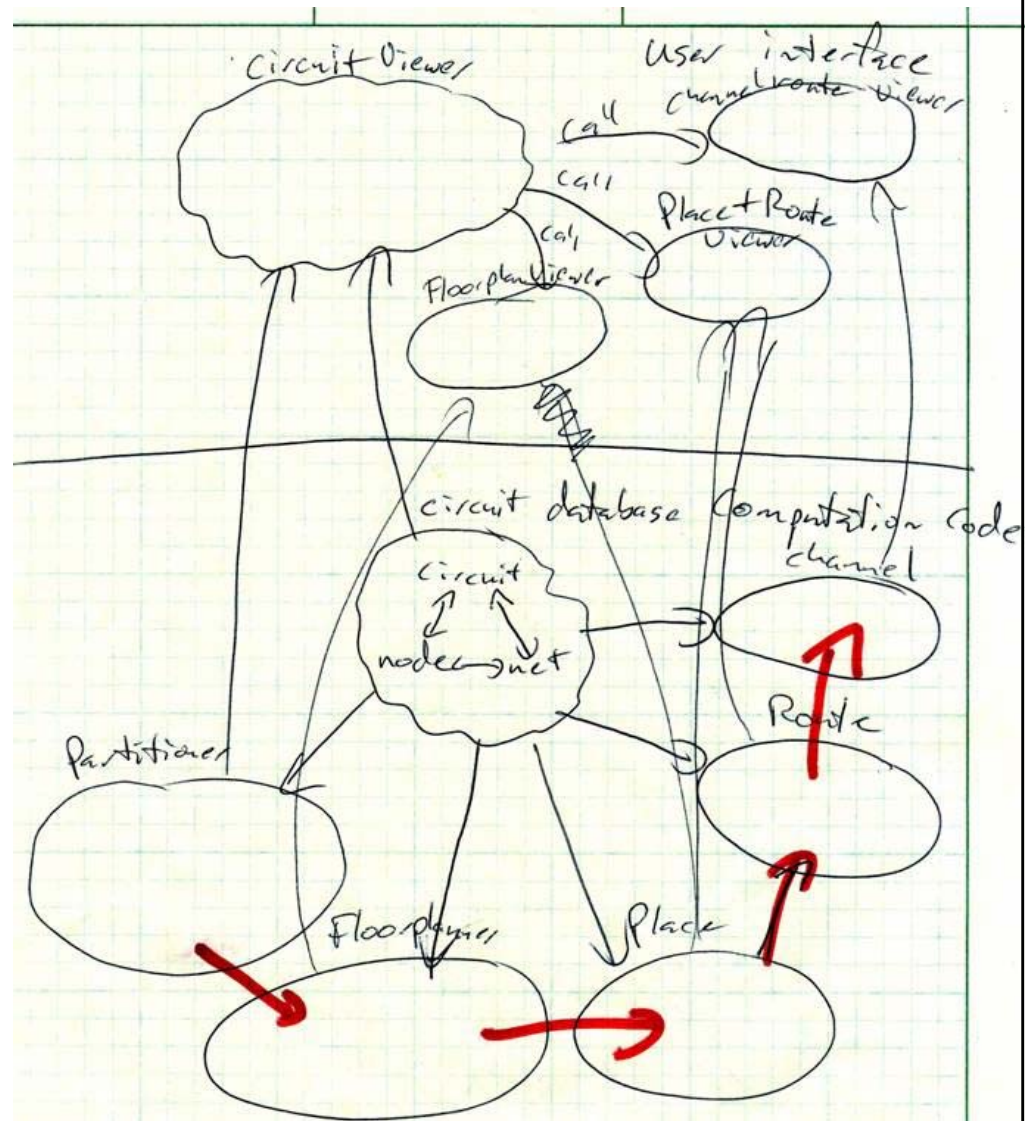 Circuit Viewer
User interface
channel route viewer
call
call
Place + Route
Viewer
call
Floorplan Viewer
circuit database
Computation Code
channel
circuit
node
net
Route
Partitioner
Floorplanner
Place